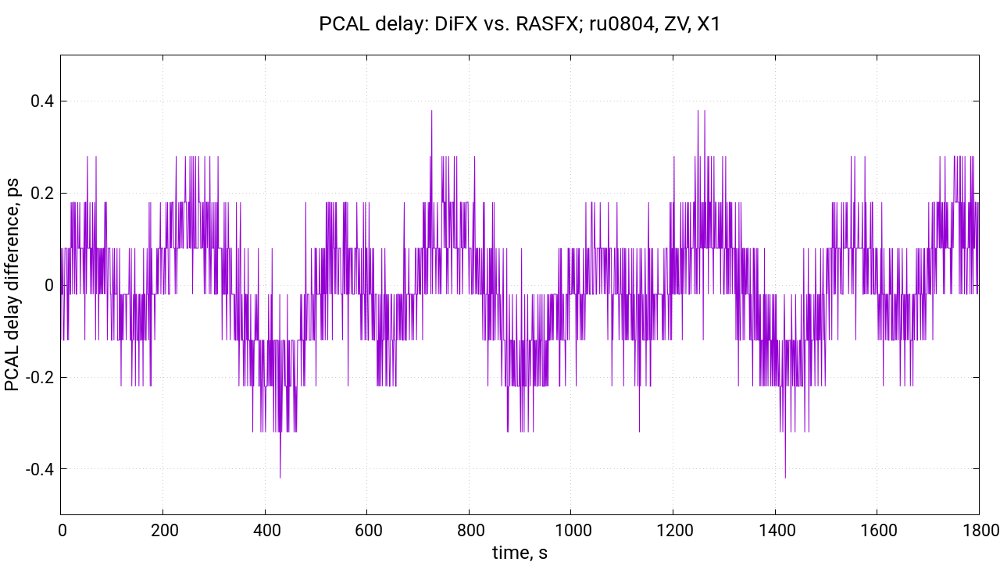 PCAL delay: DiFX vs. RASFX; ru0804, ZV, X1
PCAL delay difference, ps
0.4
0.2
0
-0.2
-0.4
0 200 400 600 800 1000 1200 1400 1600 1800
time, s